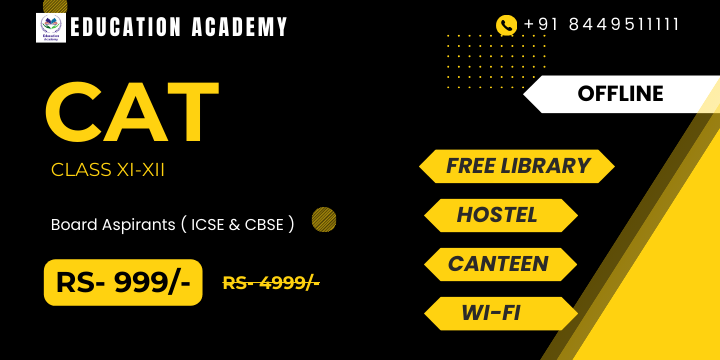 EDUCATION ACADEMY
+91 8449511111
CAT
CLASS XI-XII
Board Aspirants ( ICSE & CBSE )
RS- 999/-
RS- 4999/-
OFFLINE
FREE LIBRARY
HOSTEL
CANTEEN
WI-FI